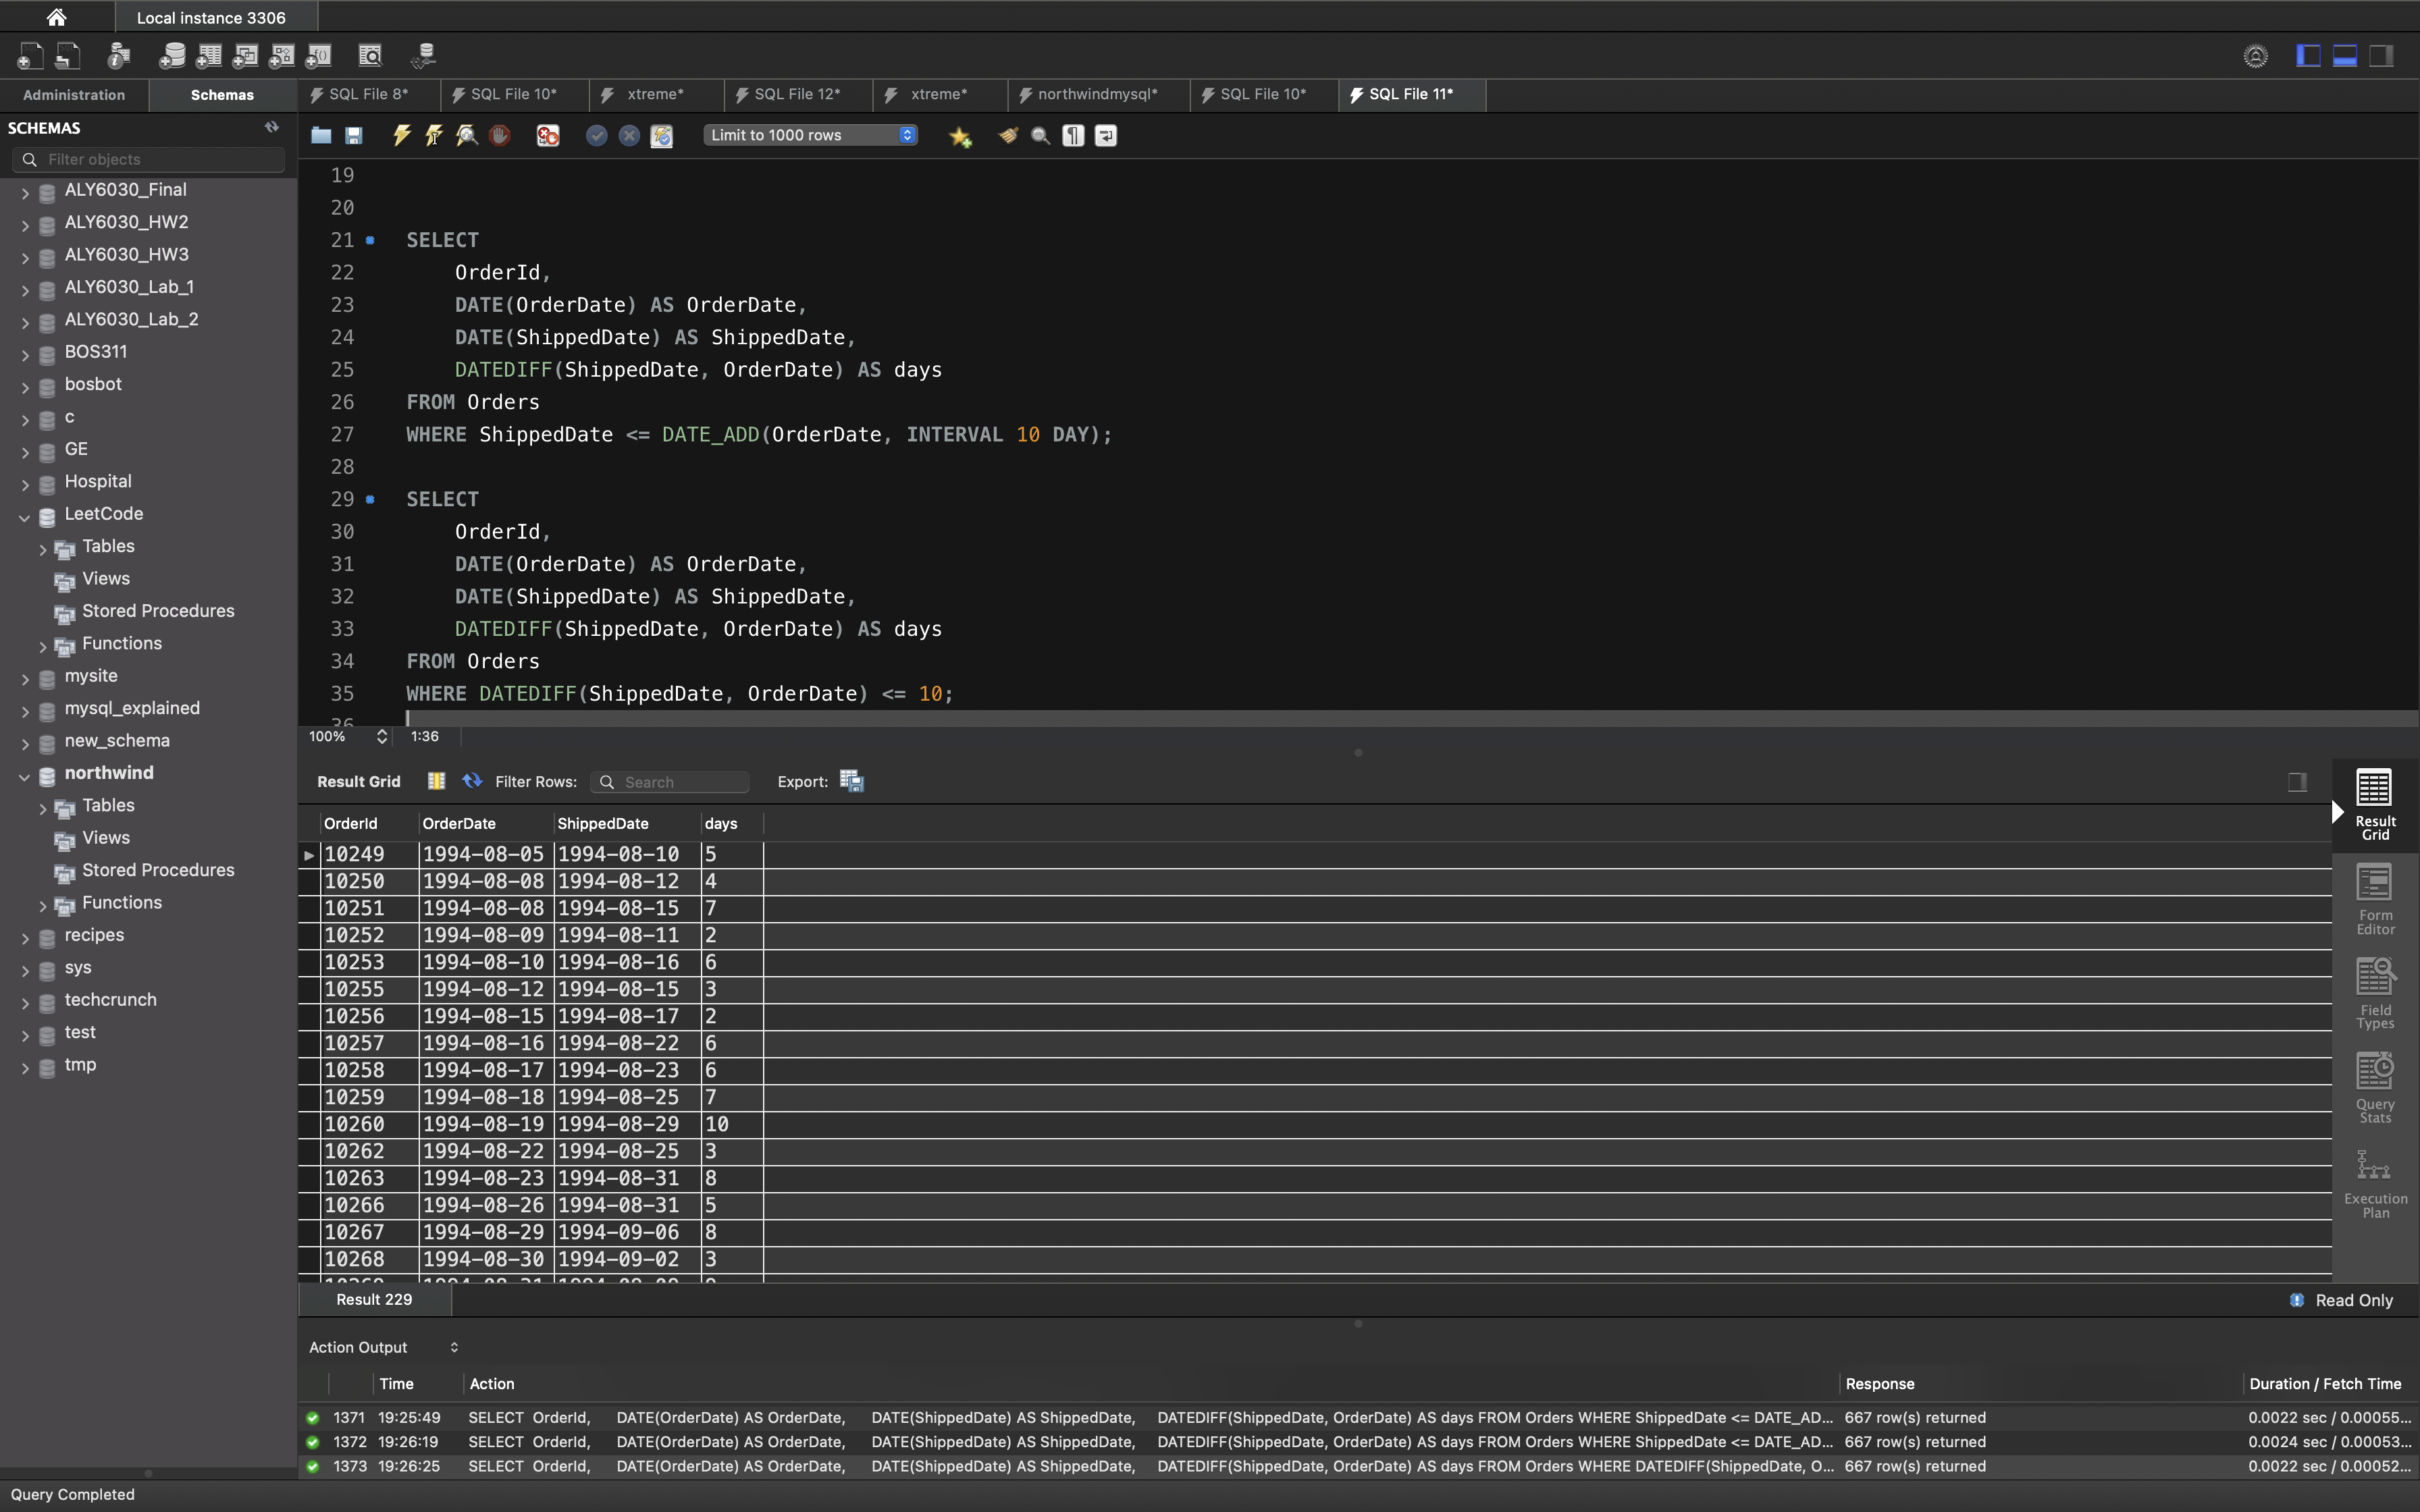 Local instance 3306
Administration Schemas SQL File 8* SQL File 10* xtreme* SQL File 12* xtreme* northwindmysql* SQL File 10* SQL File 11*
SCHEMAS
Filter objects
Limit to 1000 rows
ALY6030_Final
ALY6030_HW2
ALY6030_HW3
ALY6030_Lab_1
ALY6030_Lab_2
BOS311
bosbot
c
GE
Hospital
LeetCode
Tables
Views
Stored Procedures
Functions
mysite
mysql_explained
new_schema
northwind
Tables
Views
Stored Procedures
Functions
recipes
sys
techcrunch
test
tmp
19
20
21 SELECT
22 OrderId,
23 DATE(OrderDate) AS OrderDate,
24 DATE(ShippedDate) AS ShippedDate,
25 DATEDIFF(ShippedDate, OrderDate) AS days
26 FROM Orders
27 WHERE ShippedDate <= DATE_ADD(OrderDate, INTERVAL 10 DAY);
28
29 SELECT
30 OrderId,
31 DATE(OrderDate) AS OrderDate,
32 DATE(ShippedDate) AS ShippedDate,
33 DATEDIFF(ShippedDate, OrderDate) AS days
34 FROM Orders
35 WHERE DATEDIFF(ShippedDate, OrderDate) <= 10;
36
100% 1:36
Result Grid Filter Rows: Search Export:
OrderId OrderDate ShippedDate days
10249 1994-08-05 1994-08-10 5
10250 1994-08-08 1994-08-12 4
10251 1994-08-08 1994-08-15 7
10252 1994-08-09 1994-08-11 2
10253 1994-08-10 1994-08-16 6
10255 1994-08-12 1994-08-15 3
10256 1994-08-15 1994-08-17 2
10257 1994-08-16 1994-08-22 6
10258 1994-08-17 1994-08-23 6
10259 1994-08-18 1994-08-25 7
10260 1994-08-19 1994-08-29 10
10262 1994-08-22 1994-08-25 3
10263 1994-08-23 1994-08-31 8
10266 1994-08-26 1994-08-31 5
10267 1994-08-29 1994-09-06 8
10268 1994-08-30 1994-09-02 3
Result
Grid
Form
Editor
Field
Types
Query
Stats
Execution
Plan
Result 229 Read Only
Action Output
Time Action Response Duration / Fetch Time
1371 19:25:49 SELECT OrderId, DATE(OrderDate) AS OrderDate, DATE(ShippedDate) AS ShippedDate, DATEDIFF(ShippedDate, OrderDate) AS days FROM Orders WHERE ShippedDate <= DATE_AD... 667 row(s) returned 0.0022 sec / 0.00055...
1372 19:26:19 SELECT OrderId, DATE(OrderDate) AS OrderDate, DATE(ShippedDate) AS ShippedDate, DATEDIFF(ShippedDate, OrderDate) AS days FROM Orders WHERE ShippedDate <= DATE_AD... 667 row(s) returned 0.0024 sec / 0.00053...
1373 19:26:25 SELECT OrderId, DATE(OrderDate) AS OrderDate, DATE(ShippedDate) AS ShippedDate, DATEDIFF(ShippedDate, OrderDate) AS days FROM Orders WHERE DATEDIFF(ShippedDate, O... 667 row(s) returned 0.0022 sec / 0.00052...
Query Completed